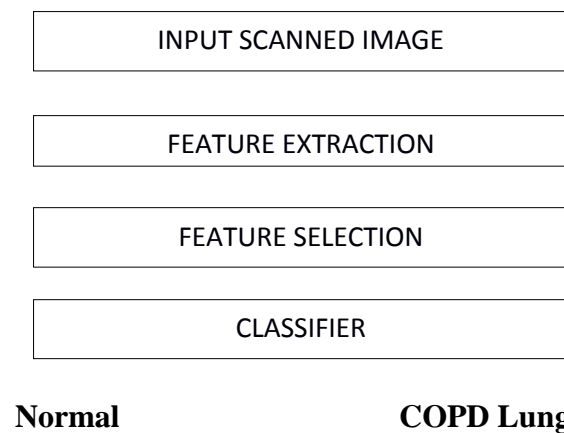 INPUT SCANNED IMAGE
FEATURE EXTRACTION
FEATURE SELECTION
CLASSIFIER
Normal COPD Lung